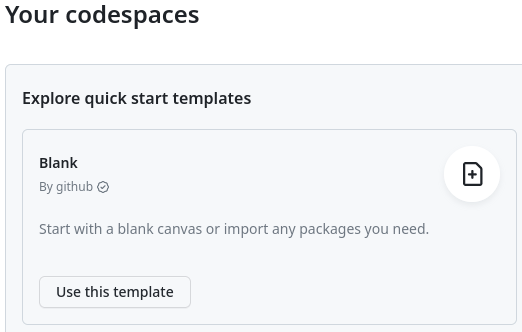 Your codespaces
Explore quick start templates
Blank
By github
Start with a blank canvas or import any packages you need.
Use this template